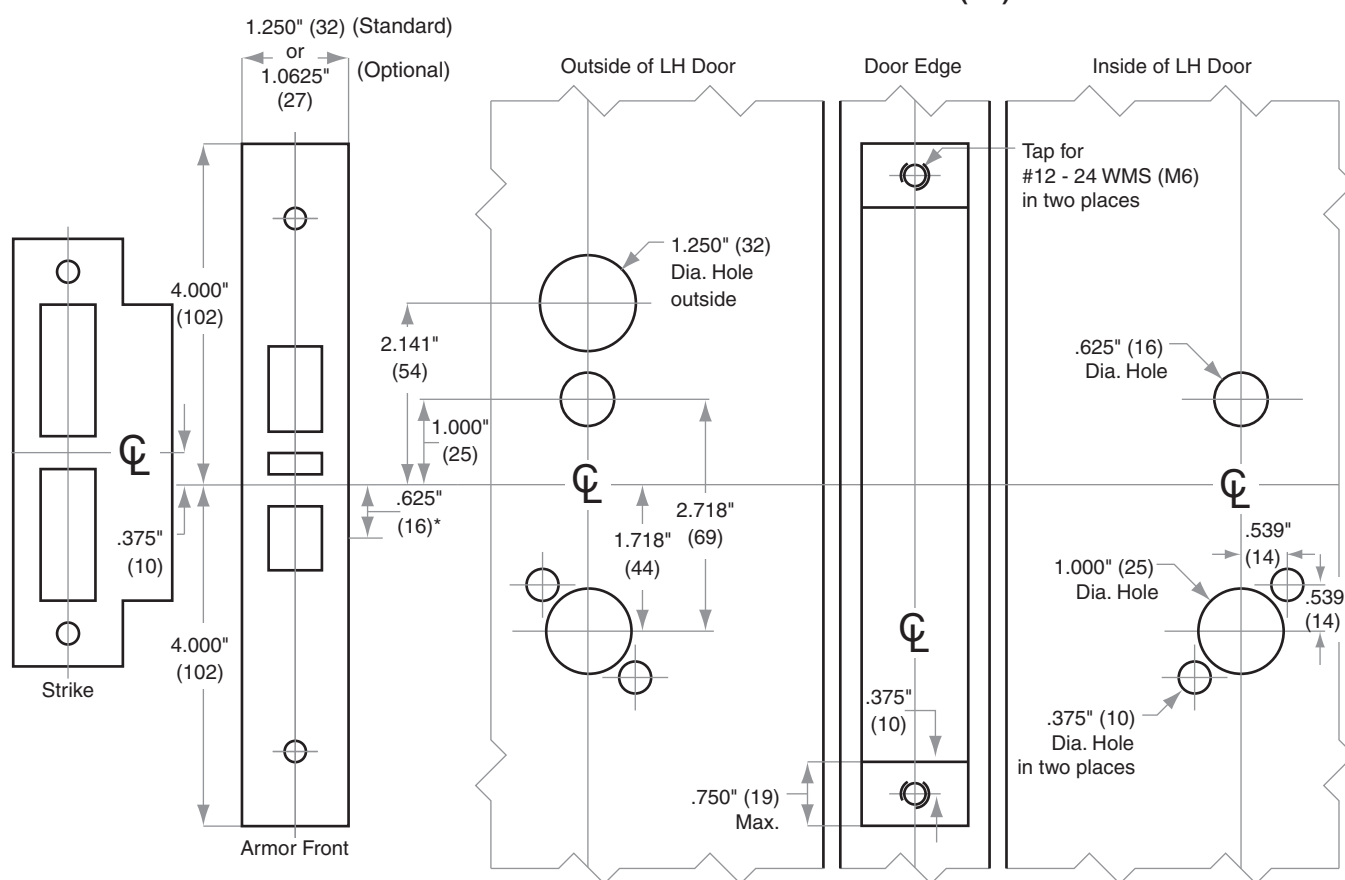 1.250" (32) (Standard)
or
1.0625" (Optional)
(27)
Outside of LH Door
Door Edge
Inside of LH Door
Tap for
#12 - 24 WMS (M6)
in two places
4.000"
(102)
1.250" (32)
Dia. Hole
outside
2.141"
(54)
1.000"
(25)
.625" (16)
Dia. Hole
℄
℄
℄
.375"
(10)
.625"
(16)*
2.718"
(69)
1.718"
(44)
.539"
(14)
1.000" (25)
Dia. Hole
.539
(14)
4.000"
(102)
℄
Strike
.375"
(10)
.375" (10)
Dia. Hole
in two places
.750" (19)
Max.
Armor Front